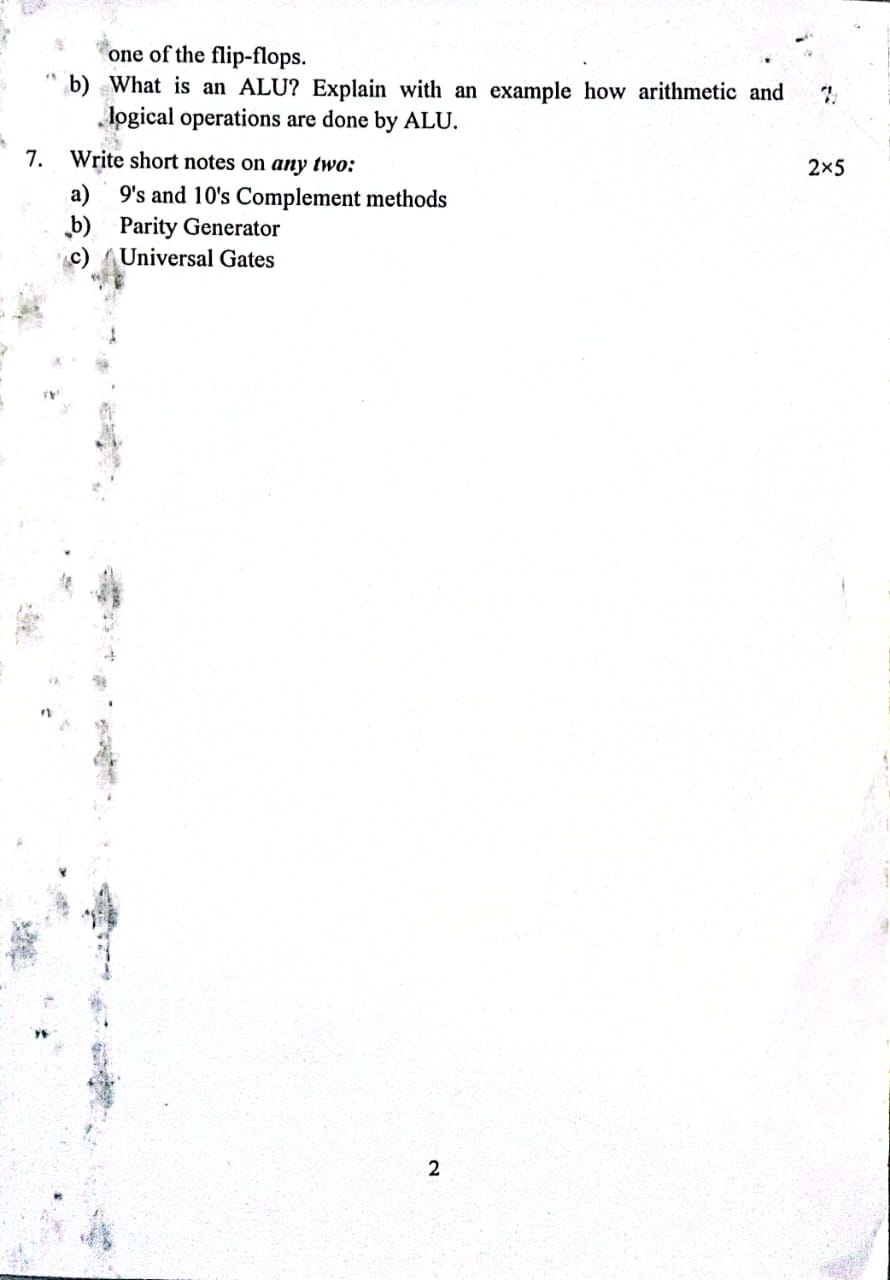 one of the flip-flops.
b) What is an ALU? Explain with an example how arithmetic and 7
logical operations are done by ALU.
7. Write short notes on any two: 2×5
a) 9's and 10's Complement methods
b) Parity Generator
c) Universal Gates
2